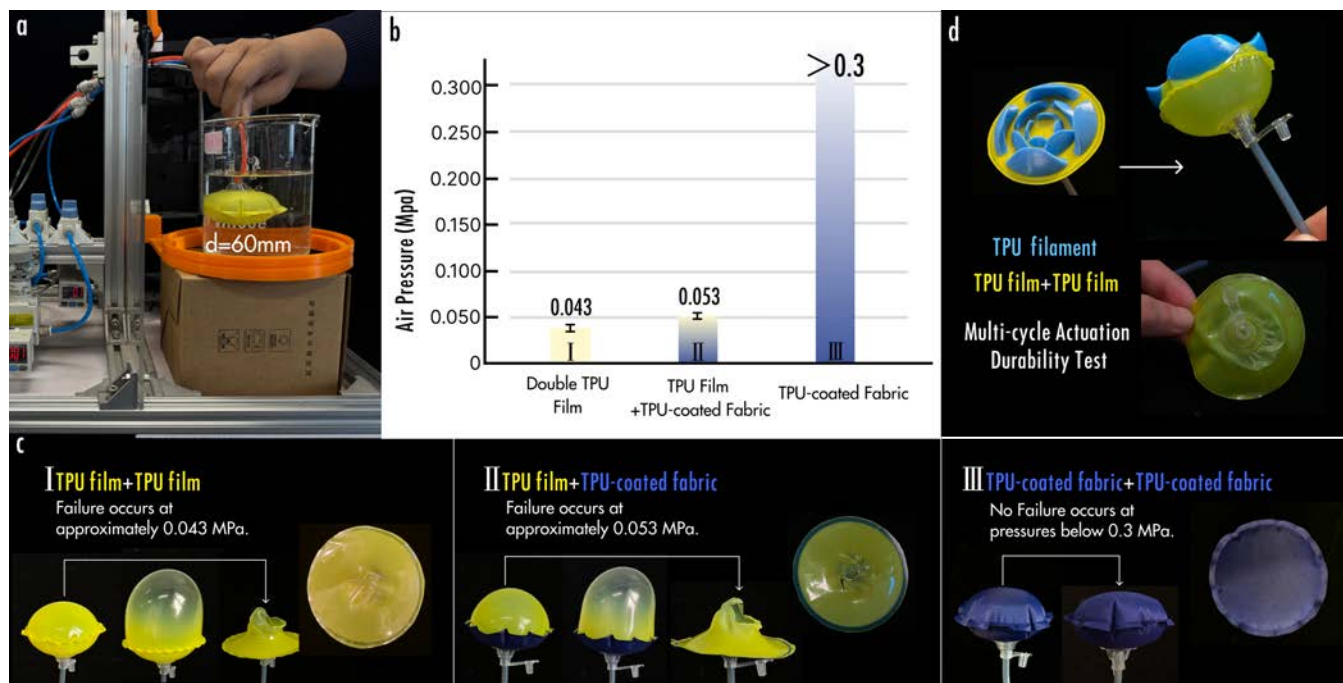 a
d=60mm
b
Air Pressure (Mpa)
0.300
0.250
0.200
0.150
0.100
0.050
0
0.043
0.053
>0.3
I
II
III
Double TPU
Film
TPU Film
+TPU-coated Fabric
TPU-coated Fabric
d
TPU filament
TPU film+TPU film
Multi-cycle Actuation
Durability Test
c
I TPU film+TPU film
Failure occurs at
approximately 0.043 MPa.
II TPU film+TPU-coated fabric
Failure occurs at
approximately 0.053 MPa.
III TPU-coated fabric+TPU-coated fabric
No Failure occurs at
pressures below 0.3 MPa.